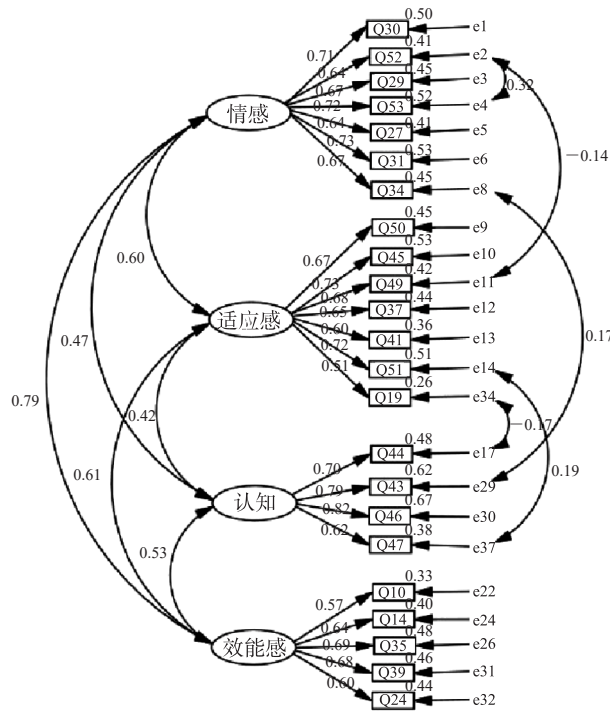 0.50
Q30 e1
0.71 0.41
Q52 e2
0.64 0.45
Q29 e3
0.67 0.52 0.32
Q53 e4
0.72 0.41
情感
Q27 e5
0.64 0.53
Q31 e6
0.73 0.45
−0.14
Q34 e8
0.67
0.45
Q50 e9
0.67 0.53
Q45 e10
0.60
0.73 0.42
Q49 e11
0.68 0.44
Q37 e12
0.65 0.36
适应感
Q41 e13
0.60 0.51
0.17
0.47
Q51 e14
0.72 0.26
Q19 e34
0.51
0.79
0.42
−0.17
0.48
Q44 e17
0.70 0.62
0.19
0.61
Q43 e29
0.79 0.67
认知
Q46 e30
0.82 0.38
Q47 e37
0.62
0.53
0.33
Q10 e22
0.57 0.40
Q14 e24
0.64 0.48
Q35 e26
效能感
0.69 0.46
Q39 e31
0.68 0.44
Q24 e32
0.60